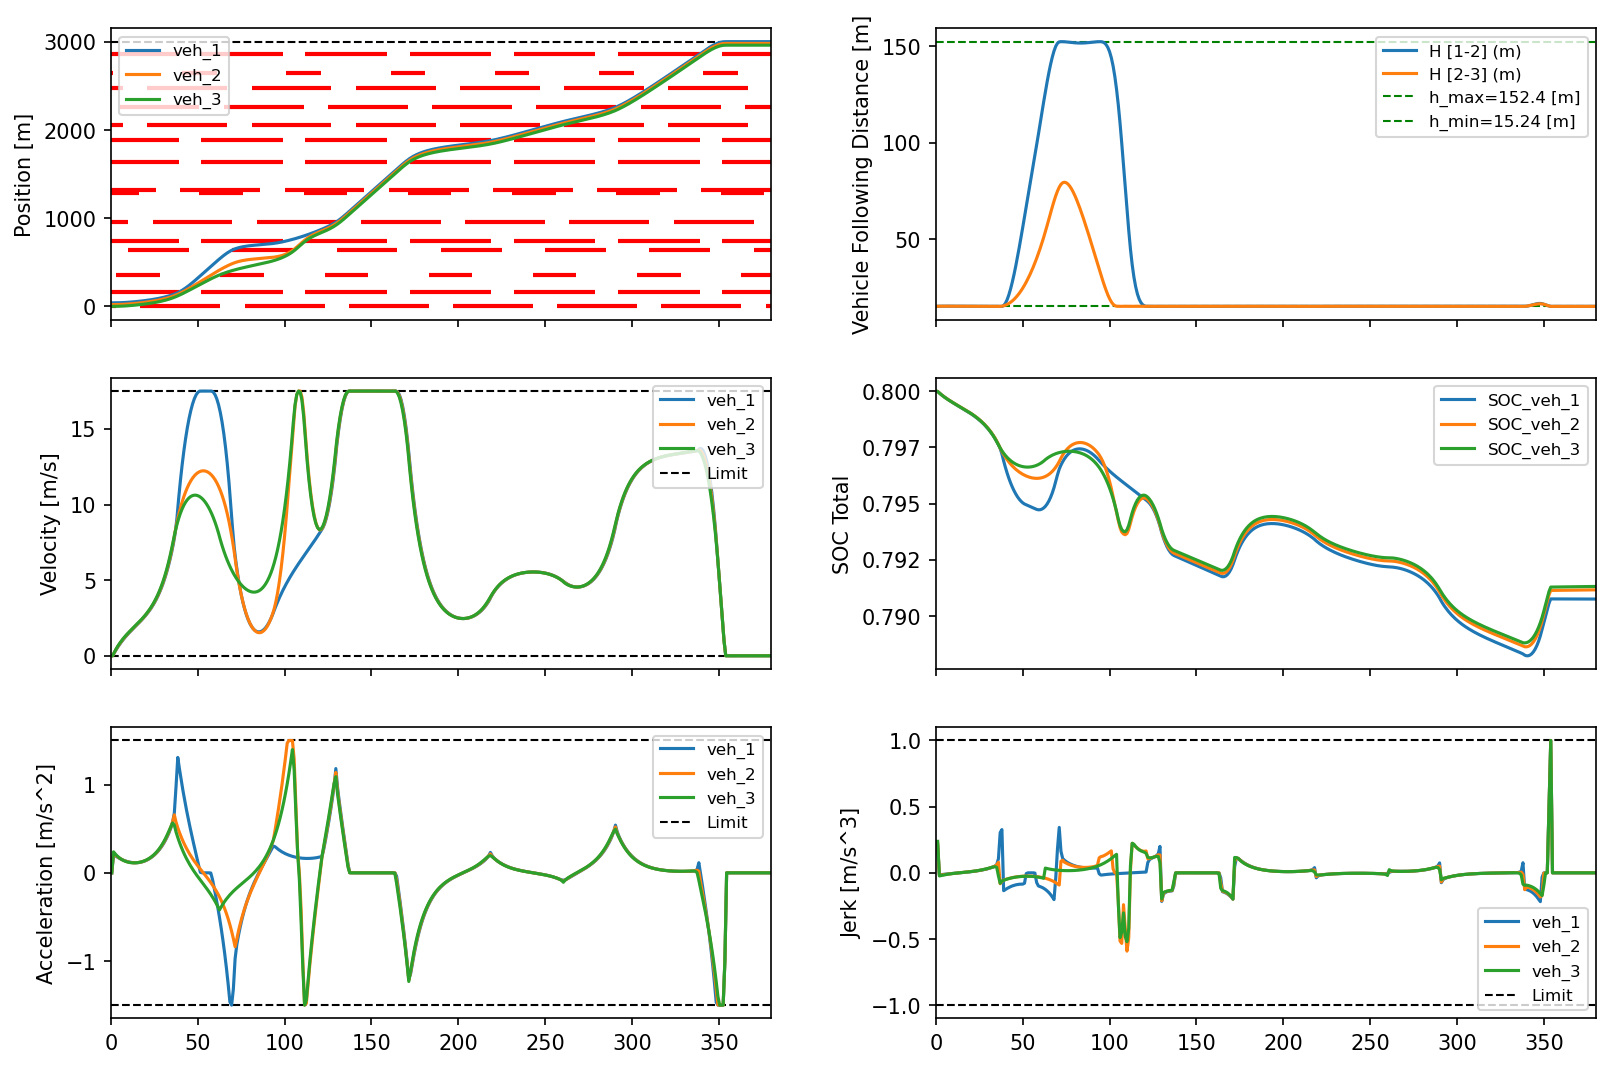 Position [m]
3000
2000
1000
0
veh_1
veh_2
veh_3
Vehicle Following Distance [m]
150
100
50
H [1-2] (m)
H [2-3] (m)
h_max=152.4 [m]
h_min=15.24 [m]
Velocity [m/s]
15
10
5
0
veh_1
veh_2
veh_3
Limit
SOC Total
0.800
0.797
0.795
0.792
0.790
SOC_veh_1
SOC_veh_2
SOC_veh_3
Acceleration [m/s^2]
1
0
−1
veh_1
veh_2
veh_3
Limit
0 50 100 150 200 250 300 350
Jerk [m/s^3]
1.0
0.5
0.0
−0.5
−1.0
veh_1
veh_2
veh_3
Limit
0 50 100 150 200 250 300 350